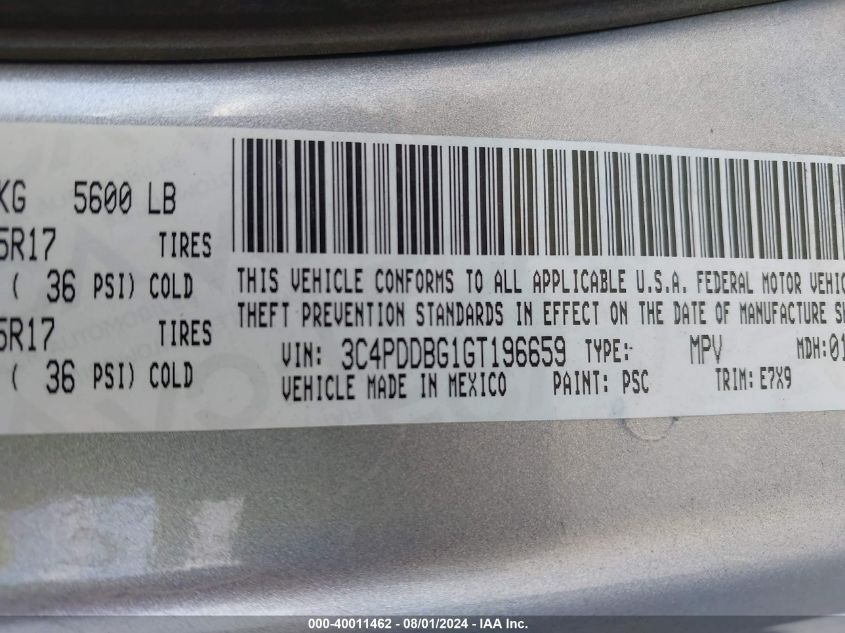 KG 5600 LB
5R17 TIRES
( 36 PSI) COLD
5R17 TIRES
( 36 PSI) COLD
THIS VEHICLE CONFORMS TO ALL APPLICABLE U.S.A. FEDERAL MOTOR VEHIC
THEFT PREVENTION STANDARDS IN EFFECT ON THE DATE OF MANUFACTURE SH
VIN: 3C4PDDBG1GT196659 TYPE: MPV MDH:01
VEHICLE MADE IN MEXICO PAINT: PSC TRIM: E7X9
000-40011462 - 08/01/2024 - IAA Inc.